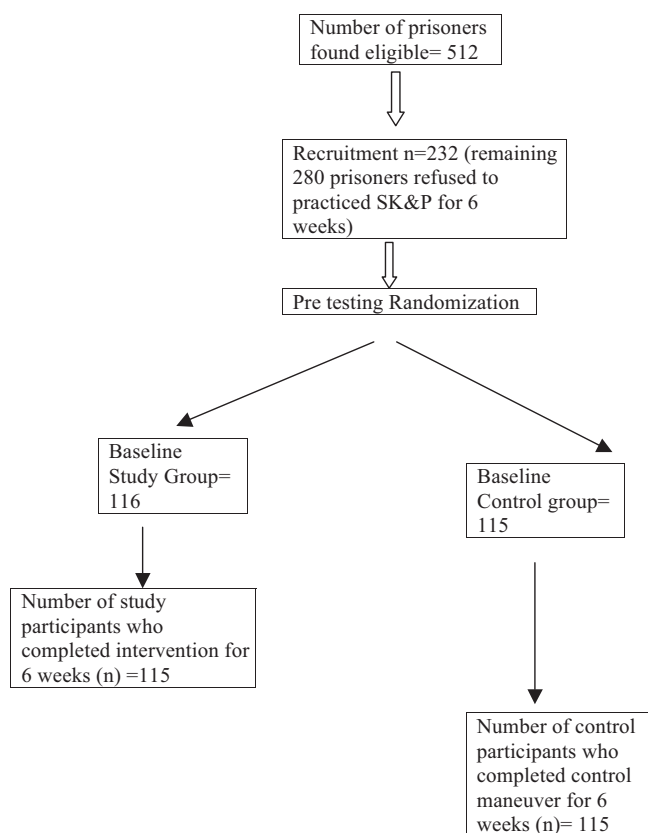 Number of prisoners
found eligible= 512
Recruitment n=232 (remaining
280 prisoners refused to
practiced SK&P for 6
weeks)
Pre testing Randomization
Baseline
Study Group=
116
Baseline
Control group=
115
Number of study
participants who
completed intervention for
6 weeks (n) =115
Number of control
participants who
completed control
maneuver for 6
weeks (n)= 115